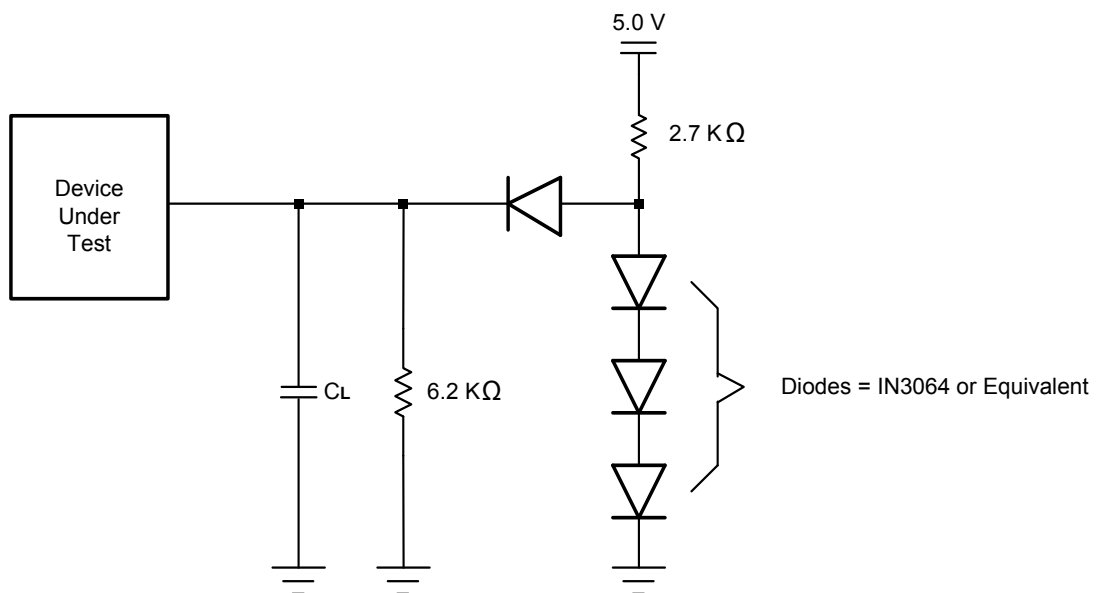 5.0 V
2.7 KΩ
Device
Under
Test
CL
6.2 KΩ
Diodes = IN3064 or Equivalent